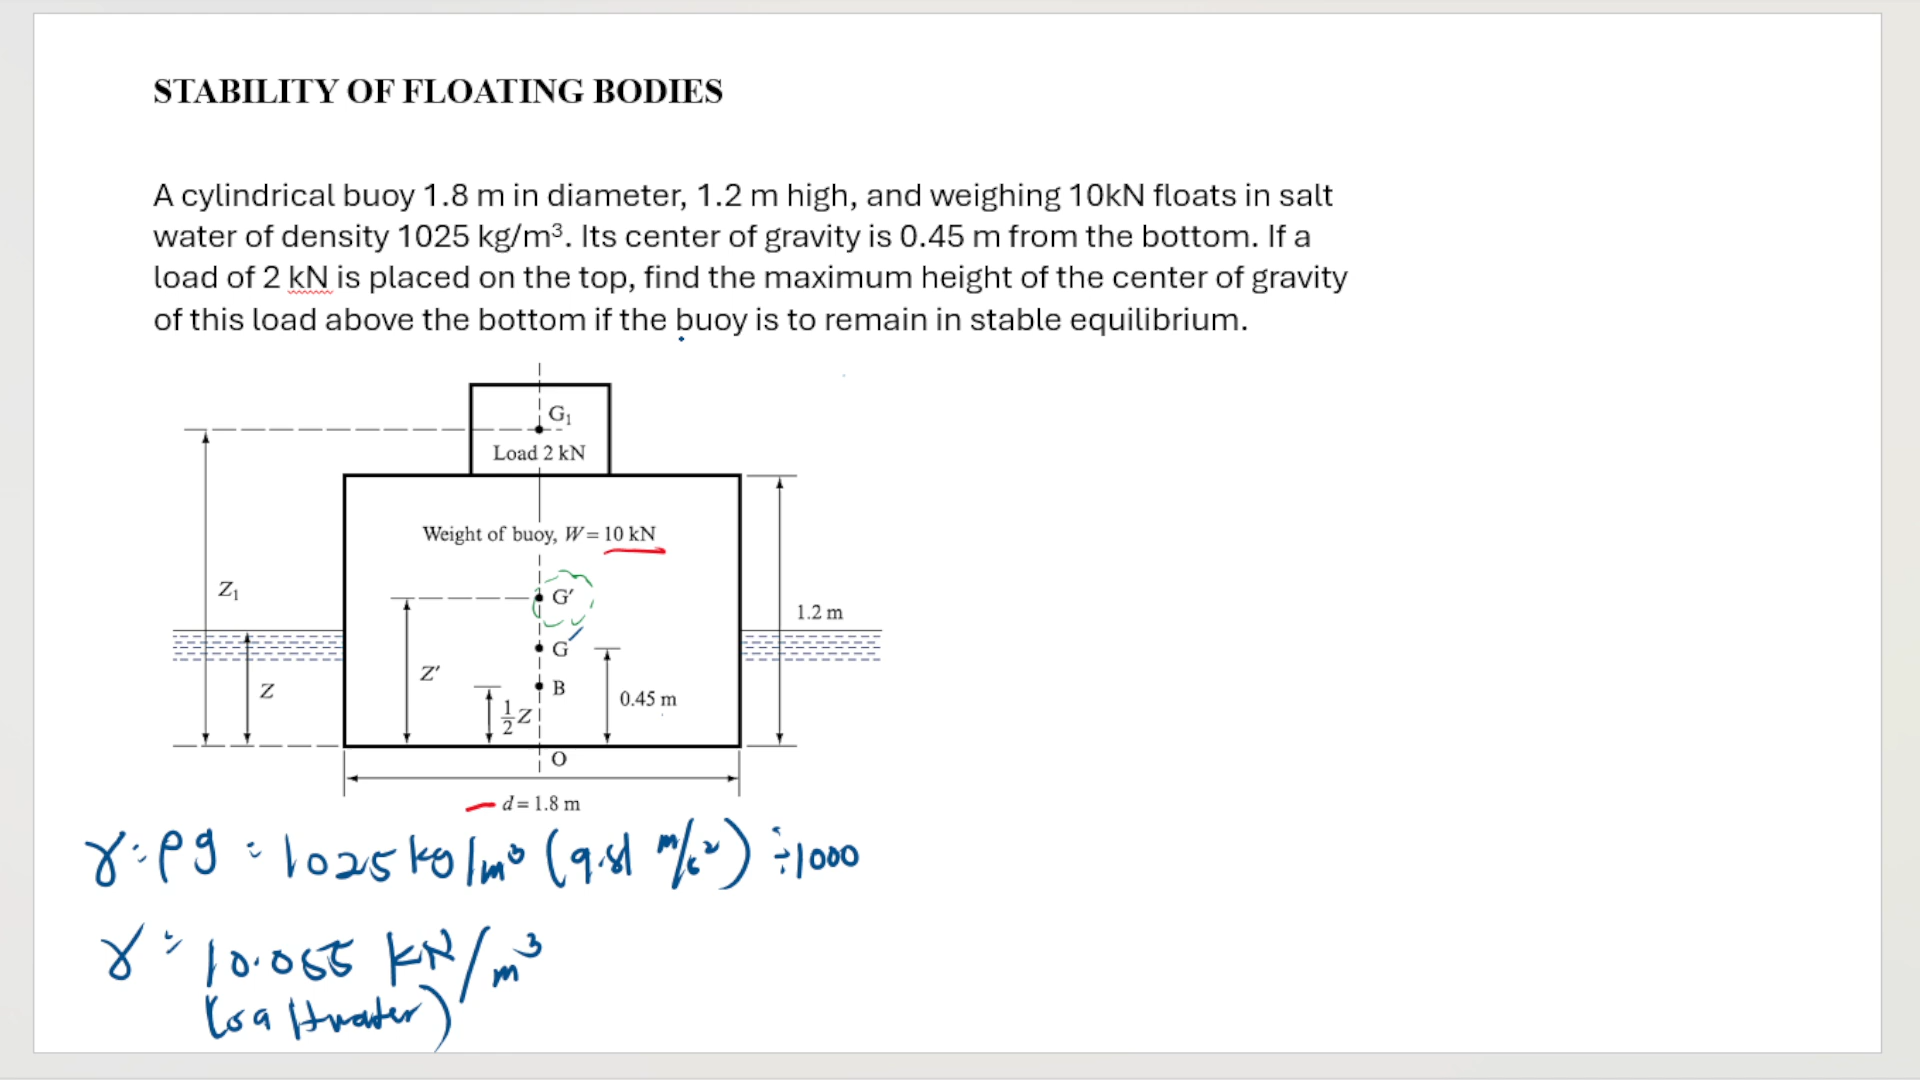 STABILITY OF FLOATING BODIES
A cylindrical buoy 1.8 m in diameter, 1.2 m high, and weighing 10kN floats in salt
water of density 1025 kg/m³. Its center of gravity is 0.45 m from the bottom. If a
load of 2 kN is placed on the top, find the maximum height of the center of gravity
of this load above the bottom if the buoy is to remain in stable equilibrium.
G₁
Load 2 kN
Weight of buoy, W= 10 kN
Z₁
G′
1.2 m
G
Z′
Z
B
0.45 m
½Z
O
d= 1.8 m
γ = ρg = 1025 kg/m³ (9.81 m/s²) ÷1000
γ = 10.055 kN/m³
(saltwater)